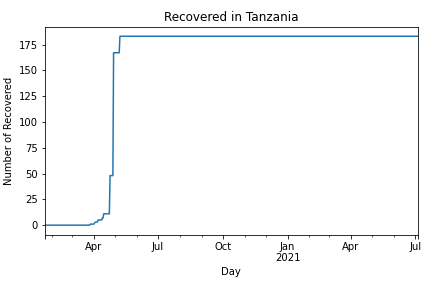 Recovered in Tanzania
Number of Recovered
175
150
125
100
75
50
25
0
Apr Jul Oct Jan Apr Jul
2021
Day